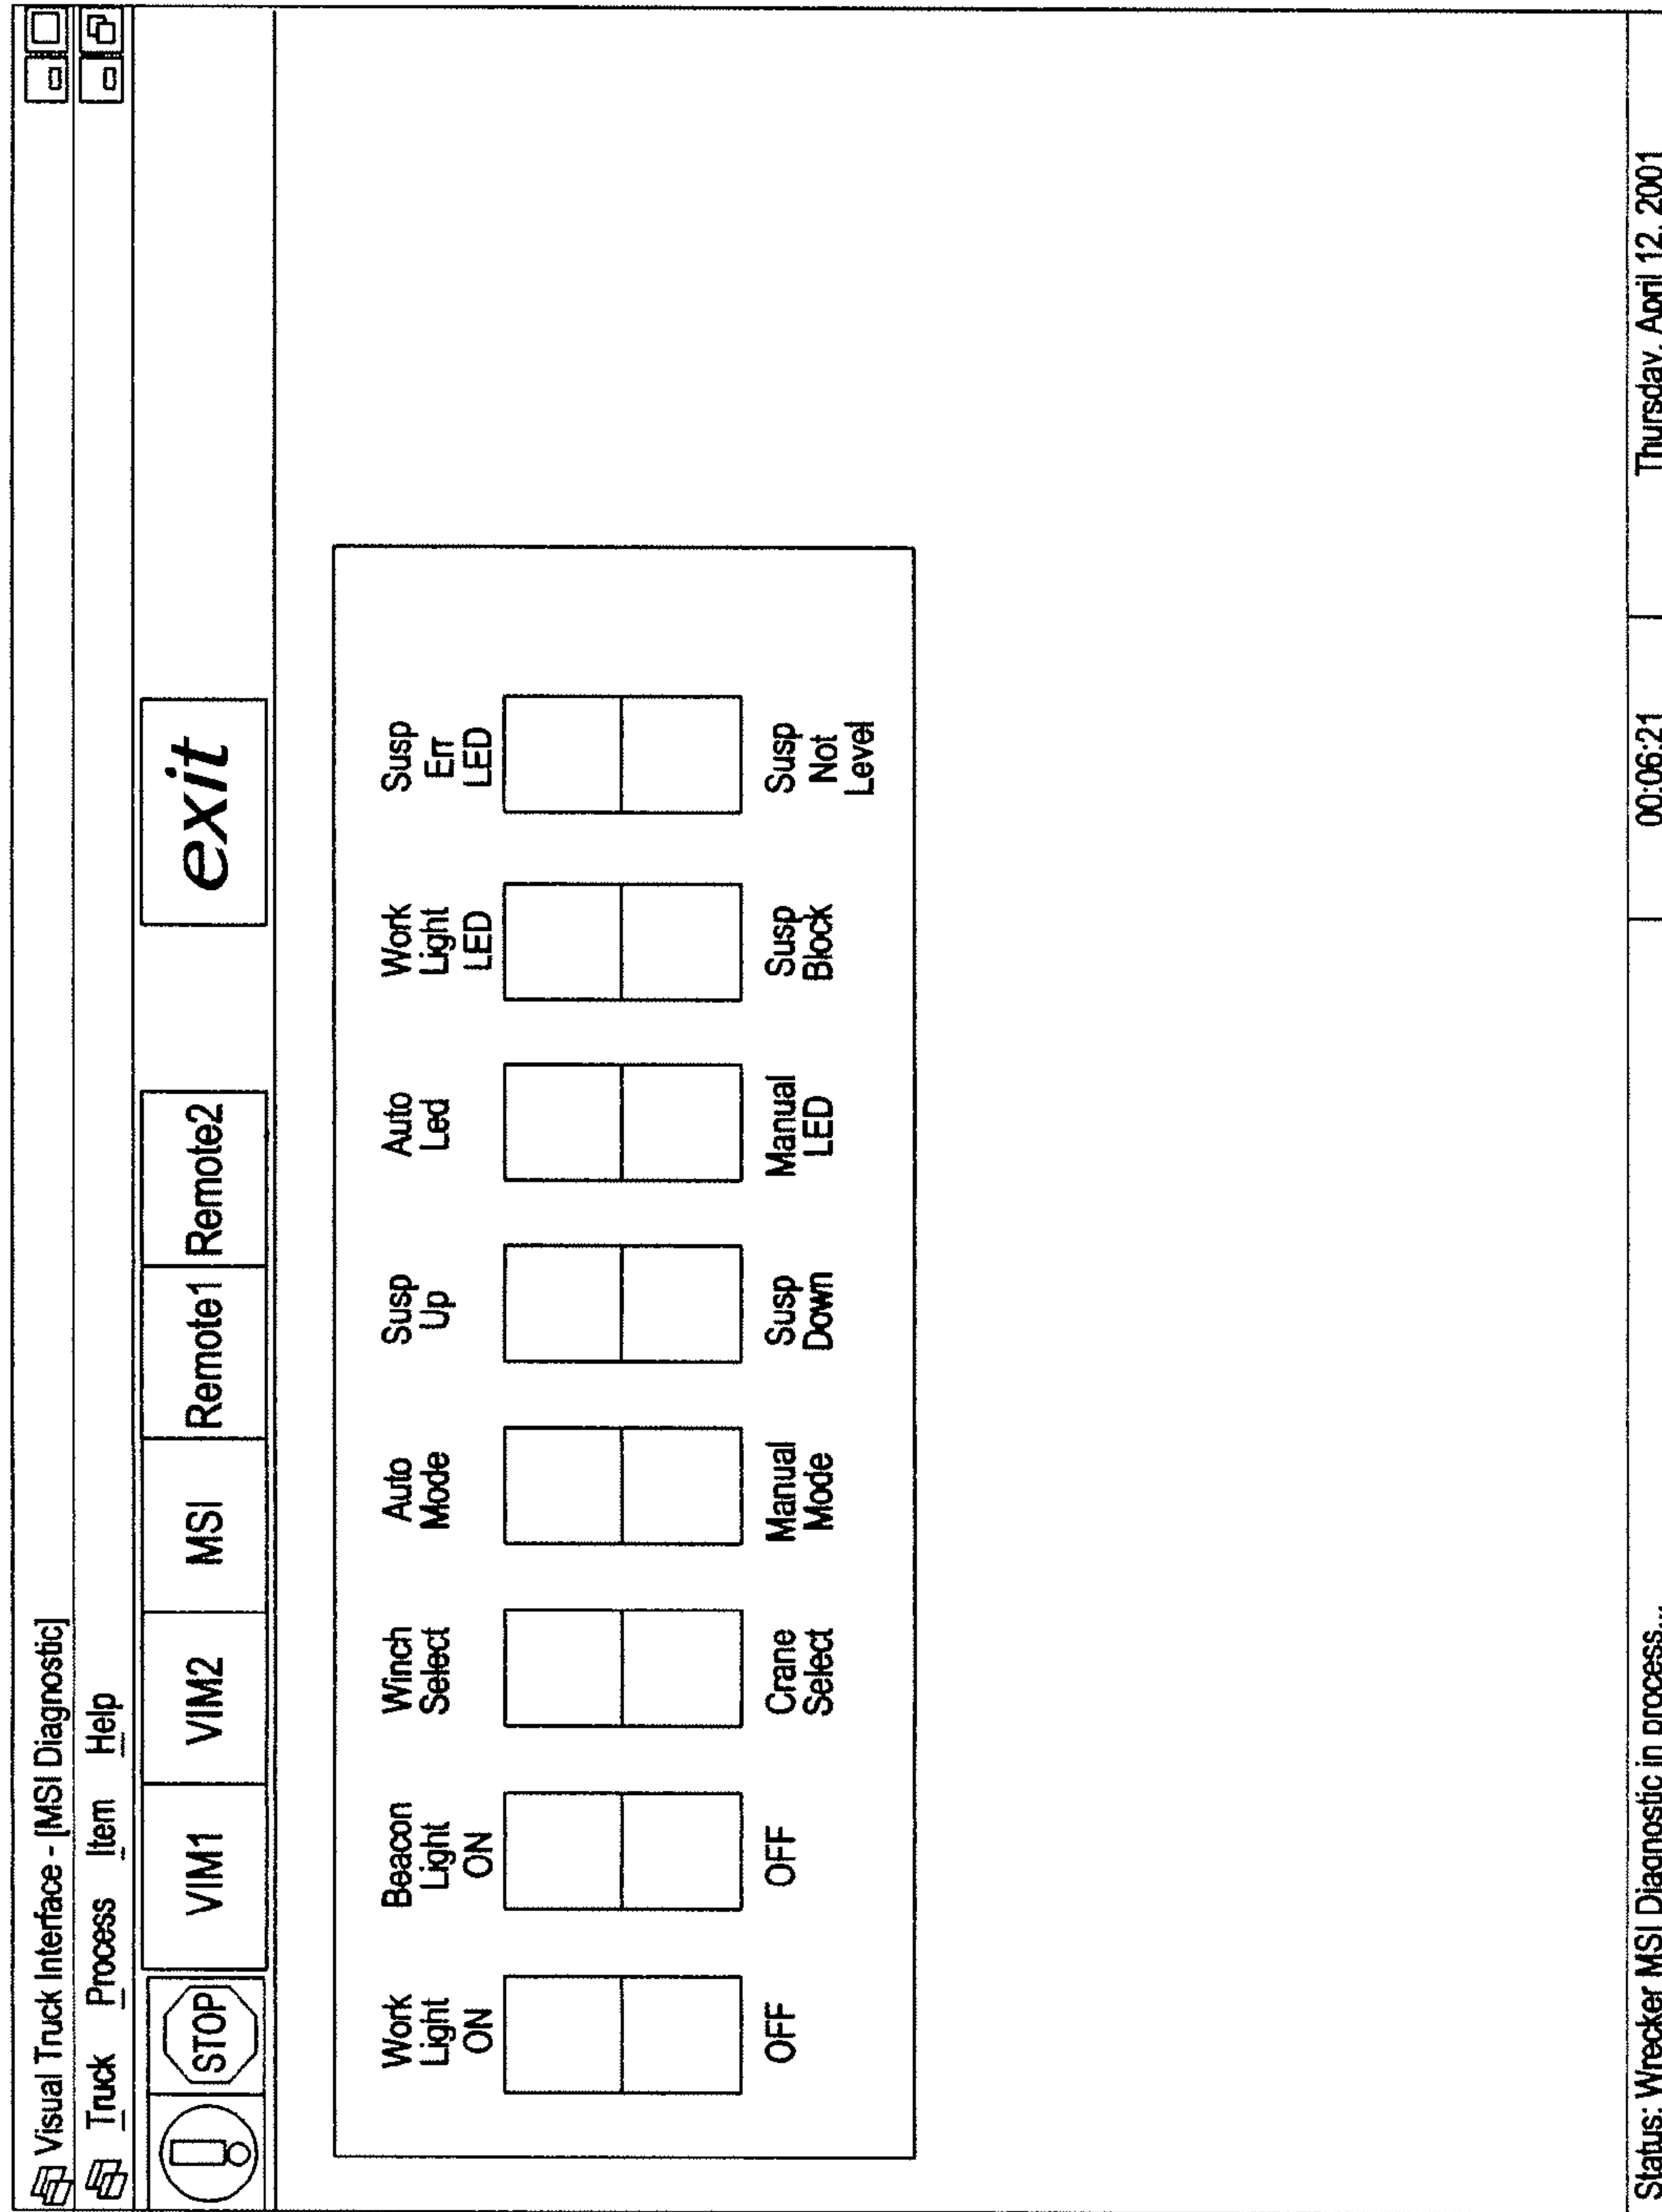 Visual Truck Interface - [MSI Diagnostic]
Truck Process Item Help
STOP VIM1 VIM2 MSI Remote1 Remote2 exit
Work Light ON
Beacon Light ON
Winch Select
Auto Mode
Susp Up
Auto Led
Work Light LED
Susp Err LED
OFF
OFF
Crane Select
Manual Mode
Susp Down
Manual LED
Susp Block
Susp Not Level
Status: Wrecker MSI Diagnostic in process... 00:06:21 Thursday, April 12, 2001